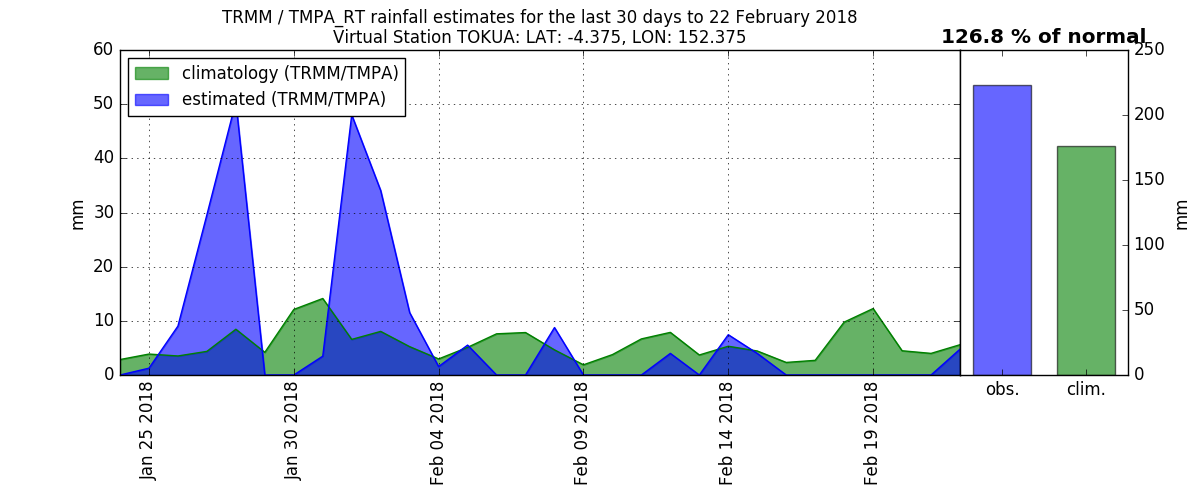 TRMM / TMPA_RT rainfall estimates for the last 30 days to 22 February 2018
Virtual Station TOKUA: LAT: -4.375, LON: 152.375
126.8 % of normal
climatology (TRMM/TMPA)
estimated (TRMM/TMPA)
60
50
40
30
20
10
0
mm
Jan 25 2018
Jan 30 2018
Feb 04 2018
Feb 09 2018
Feb 14 2018
Feb 19 2018
obs.
clim.
250
200
150
100
50
0
mm